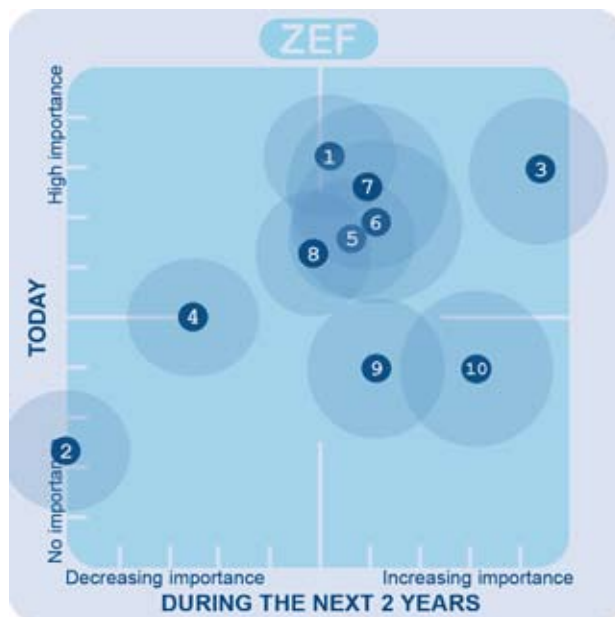 ZEF
High importance
TODAY
No importance
1
7
3
6
5
8
4
9
10
2
Decreasing importance
Increasing importance
DURING THE NEXT 2 YEARS